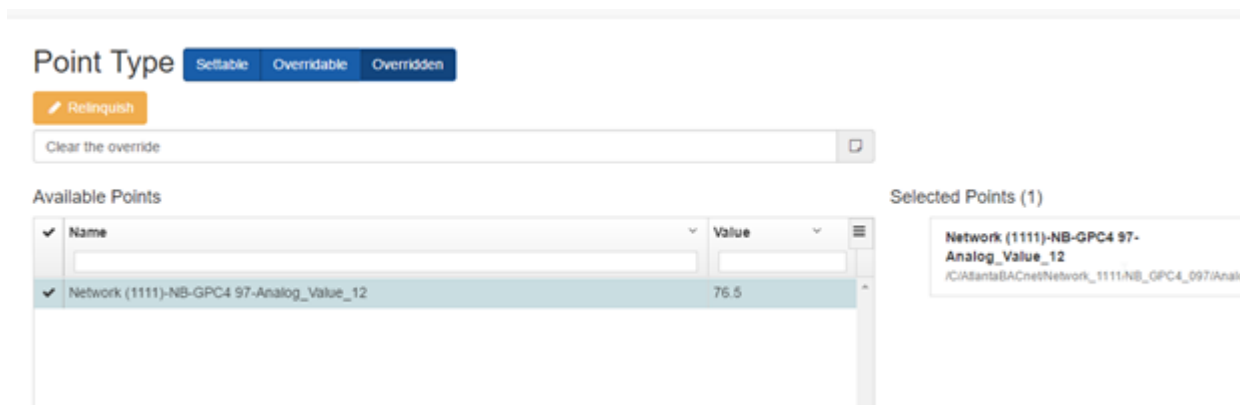 Point Type Settable Overridable Overridden
Relinquish
Clear the override
Available Points
Selected Points (1)
Name Value
Network (1111)-NB-GPC4 97-Analog_Value_12 76.5
Network (1111)-NB-GPC4 97-
Analog_Value_12
/C/AtlantaBACnet/Network_1111/NB_GPC4_097/Analo